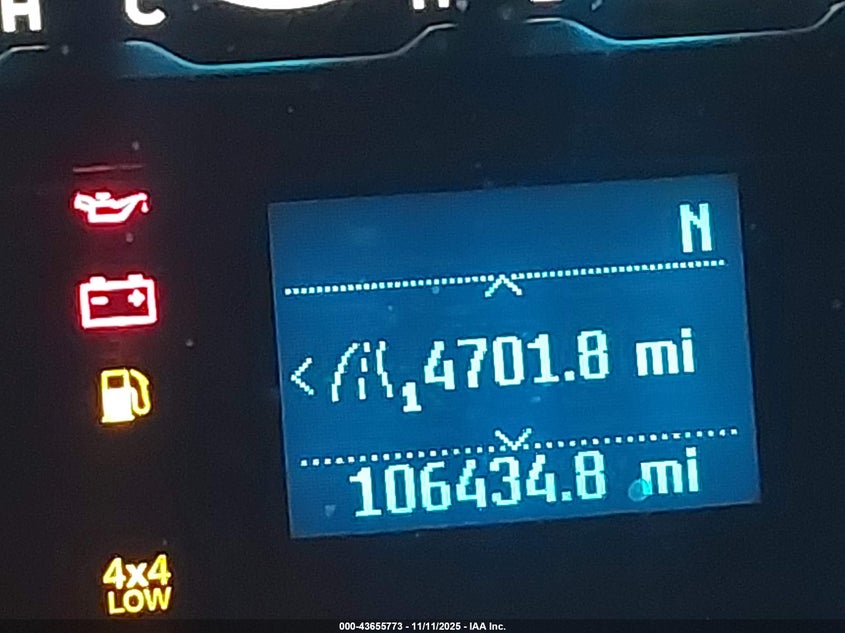 H C
N
1 4701.8 mi
106434.8 mi
4x4
LOW
000-43655773 - 11/11/2025 - IAA Inc.